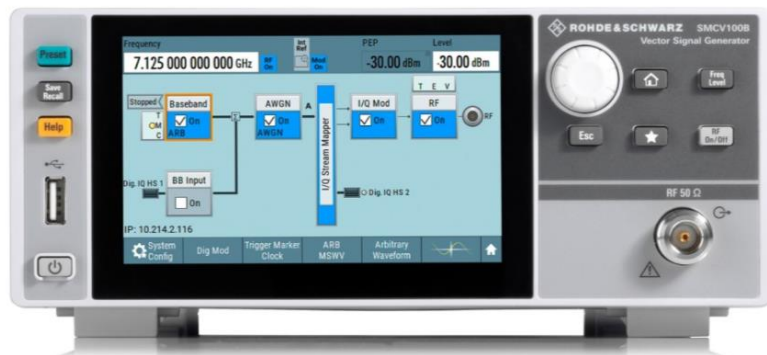 ROHDE&SCHWARZ SMCV100B
Vector Signal Generator
Preset
Save
Recall
Help
Frequency
Int
Ref
PEP
Level
7.125 000 000 000 GHz
RF
On
Mod
On
-30.00 dBm
-30.00 dBm
Stopped
Baseband
T
M
C
On
ARB
AWGN
On
AWGN
A
I/Q Stream Mapper
I/Q Mod
On
T E V
RF
On
RF
Dig. IQ HS 1
BB Input
On
Dig. IQ HS 2
IP: 10.214.2.116
System
Config
Dig Mod
Trigger Marker
Clock
ARB
MSWV
Arbitrary
Waveform
Freq
Level
Esc
RF
On/Off
RF 50 Ω